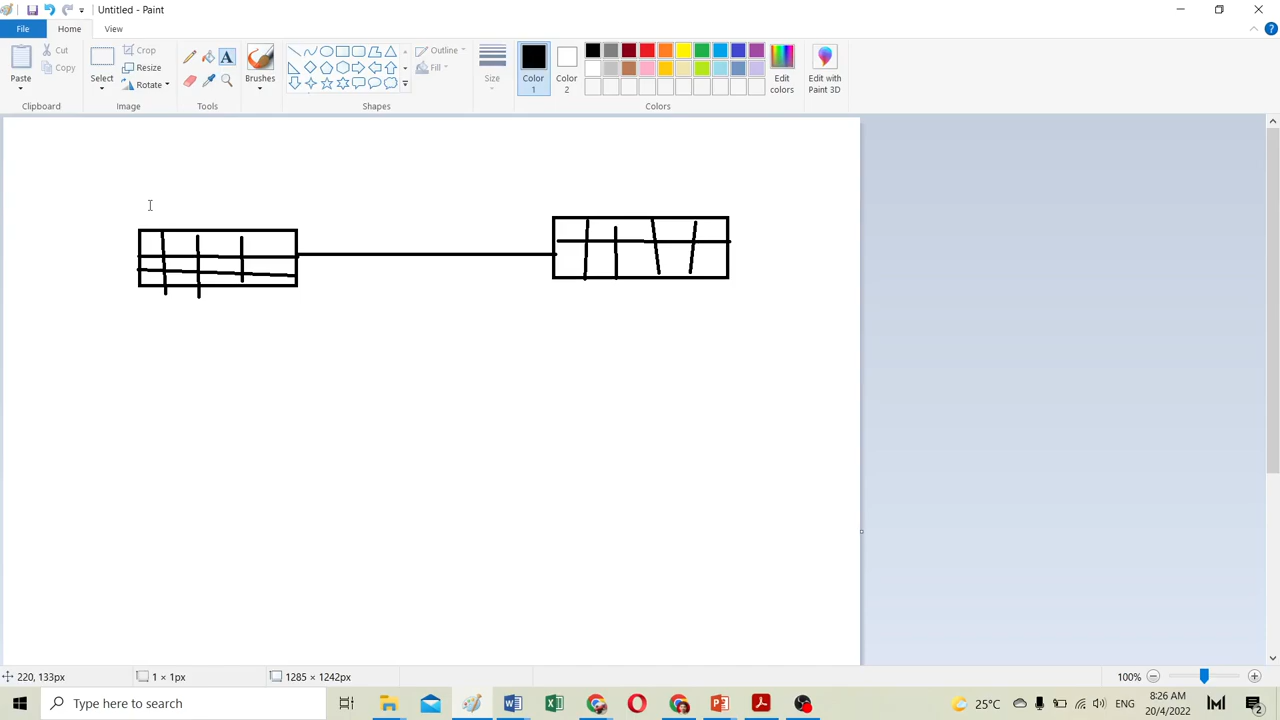 Untitled - Paint
File
Home
View
Paste
Cut
Copy
Clipboard
Select
Crop
Resize
Rotate
Image
A
Tools
Brushes
Outline
Fill
Shapes
Size
Color 1
Color 2
Edit colors
Colors
Edit with Paint 3D
220, 133px
1 × 1px
1285 × 1242px
100%
Type here to search
25°C
ENG
8:26 AM
20/4/2022
2